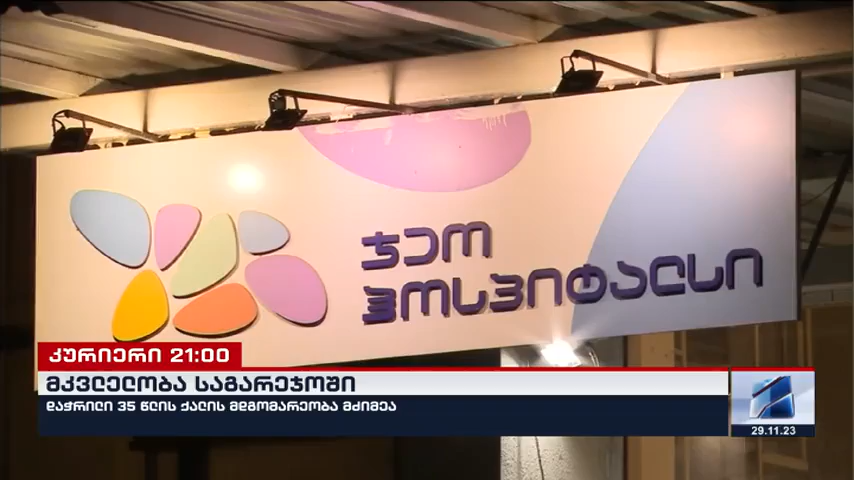 ჯეო
ჰოსპიტალსი
კურიერი 21:00
მკვლელობა საგარეჯოში
დაჭრილი 35 წლის ქალის მდგომარეობა მძიმეა
29.11.23